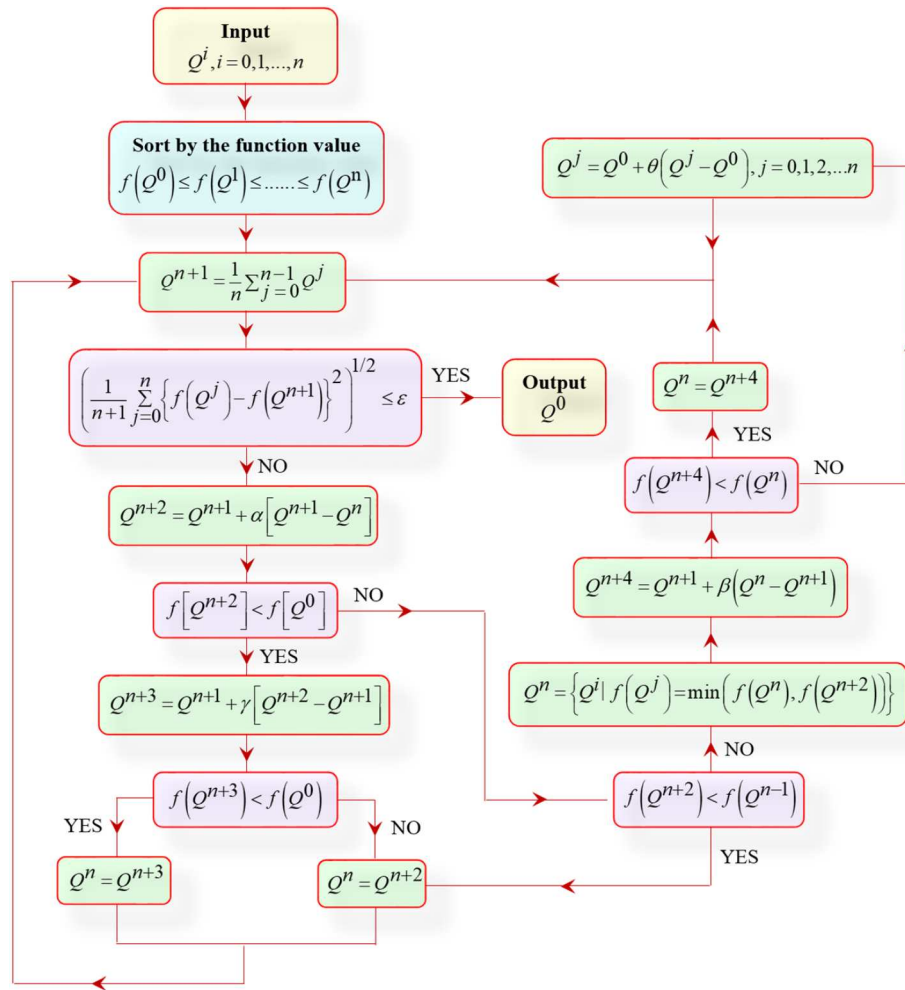 Input
Q^i, i = 0,1,...,n
Sort by the function value
f(Q^0) ≤ f(Q^1) ≤ ...... ≤ f(Q^n)
Q^{n+1} = \frac{1}{n} ∑_{j=0}^{n-1} Q^j
(\frac{1}{n+1} ∑_{j=0}^{n} {f(Q^j) − f(Q^{n+1})}^2)^{1/2} ≤ ε
YES
Output
Q^0
NO
Q^{n+2} = Q^{n+1} + α[Q^{n+1} − Q^n]
f[Q^{n+2}] < f[Q^0]
NO
YES
Q^{n+3} = Q^{n+1} + γ[Q^{n+2} − Q^{n+1}]
f(Q^{n+3}) < f(Q^0)
YES
NO
Q^n = Q^{n+3}
Q^n = Q^{n+2}
Q^j = Q^0 + θ(Q^j − Q^0), j = 0,1,2,...n
Q^n = Q^{n+4}
YES
f(Q^{n+4}) < f(Q^n)
NO
Q^{n+4} = Q^{n+1} + β(Q^n − Q^{n+1})
Q^n = {Q^i | f(Q^j) = min(f(Q^n), f(Q^{n+2}))}
NO
f(Q^{n+2}) < f(Q^{n−1})
YES